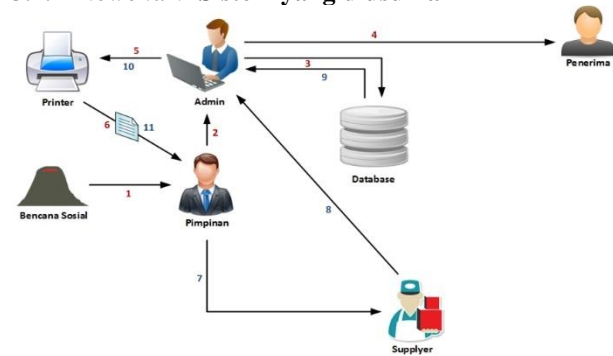 4
5
10
3
9
Penerima
Printer
Admin
6
11
2
Database
1
8
Bencana Sosial
Pimpinan
7
Supplyer